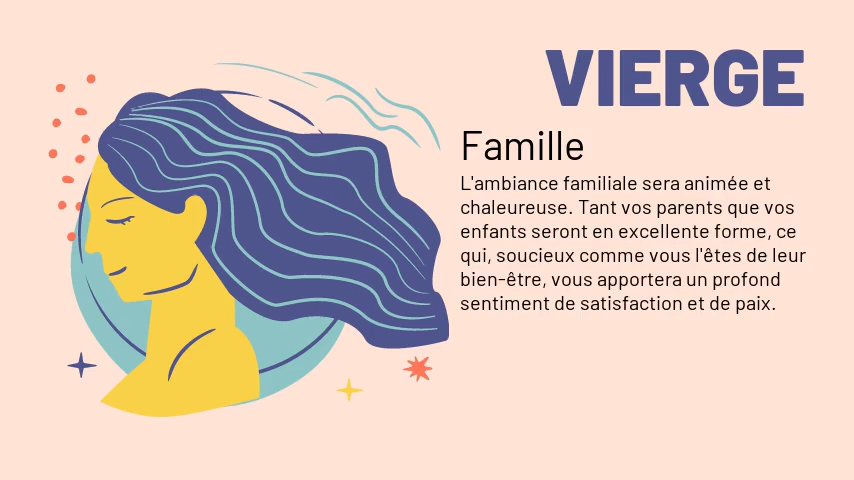 VIERGE
Famille
L'ambiance familiale sera animée et
chaleureuse. Tant vos parents que vos
enfants seront en excellente forme, ce
qui, soucieux comme vous l'êtes de leur
bien-être, vous apportera un profond
sentiment de satisfaction et de paix.